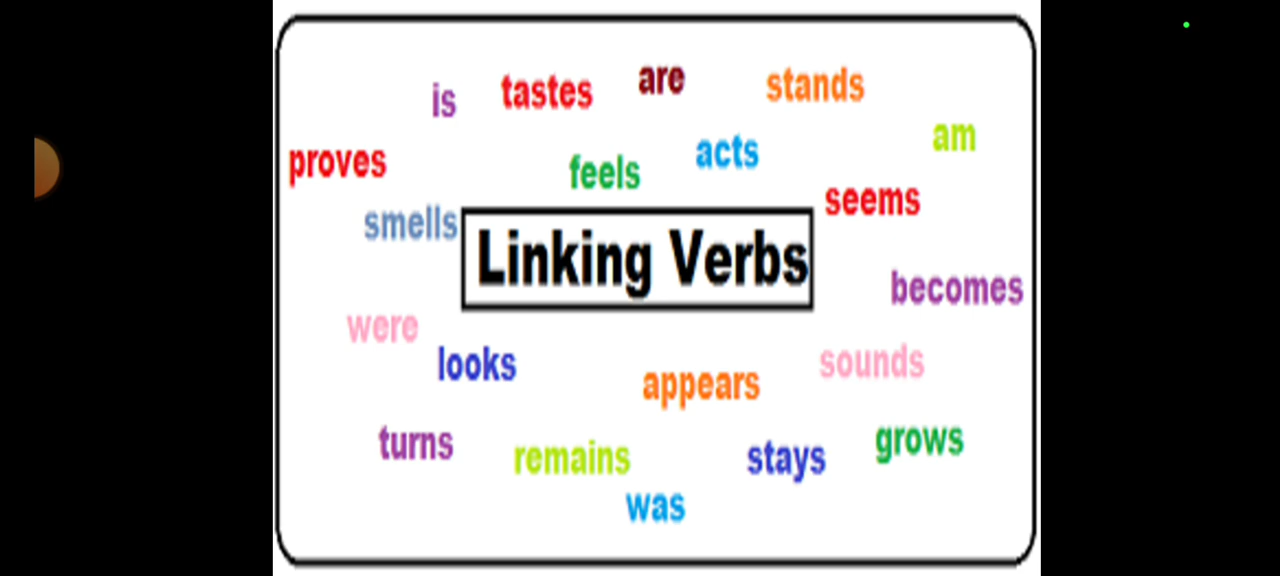 is tastes are stands
proves feels acts am
smells seems
Linking Verbs
becomes
were
looks appears sounds
turns remains stays grows
was